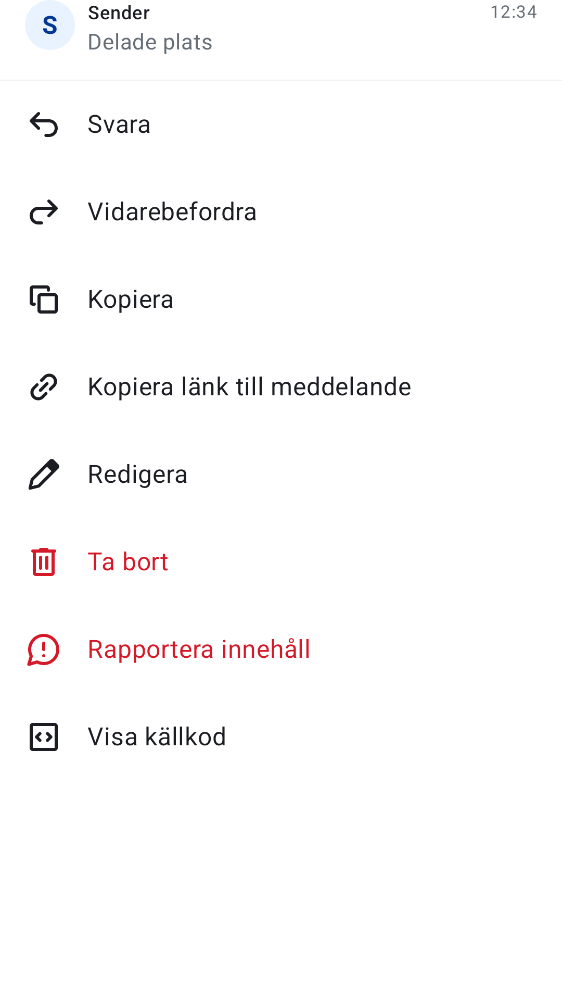 S
Sender
12:34
Delade plats
Svara
Vidarebefordra
Kopiera
Kopiera länk till meddelande
Redigera
Ta bort
Rapportera innehåll
Visa källkod